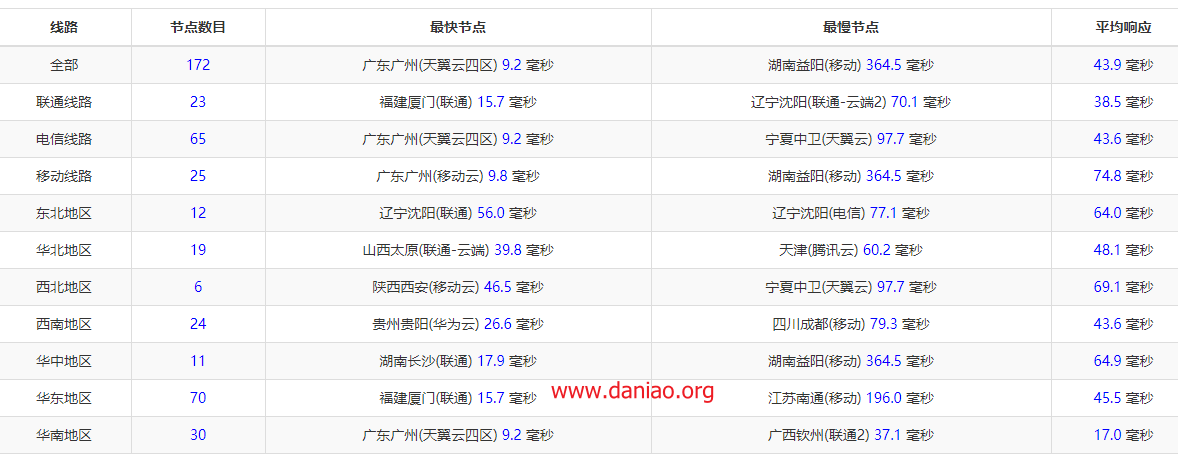 线路 节点数目 最快节点 最慢节点 平均响应
全部 172 广东广州(天翼云四区) 9.2 毫秒 湖南益阳(移动) 364.5 毫秒 43.9 毫秒
联通线路 23 福建厦门(联通) 15.7 毫秒 辽宁沈阳(联通-云端2) 70.1 毫秒 38.5 毫秒
电信线路 65 广东广州(天翼云四区) 9.2 毫秒 宁夏中卫(天翼云) 97.7 毫秒 43.6 毫秒
移动线路 25 广东广州(移动云) 9.8 毫秒 湖南益阳(移动) 364.5 毫秒 74.8 毫秒
东北地区 12 辽宁沈阳(联通) 56.0 毫秒 辽宁沈阳(电信) 77.1 毫秒 64.0 毫秒
华北地区 19 山西太原(联通-云端) 39.8 毫秒 天津(腾讯云) 60.2 毫秒 48.1 毫秒
西北地区 6 陕西西安(移动云) 46.5 毫秒 宁夏中卫(天翼云) 97.7 毫秒 69.1 毫秒
西南地区 24 贵州贵阳(华为云) 26.6 毫秒 四川成都(移动) 79.3 毫秒 43.6 毫秒
华中地区 11 湖南长沙(联通) 17.9 毫秒 湖南益阳(移动) 364.5 毫秒 64.9 毫秒
华东地区 70 福建厦门(联通) 15.7 毫秒 江苏南通(移动) 196.0 毫秒 45.5 毫秒
www.daniao.org
华南地区 30 广东广州(天翼云四区) 9.2 毫秒 广西钦州(联通2) 37.1 毫秒 17.0 毫秒